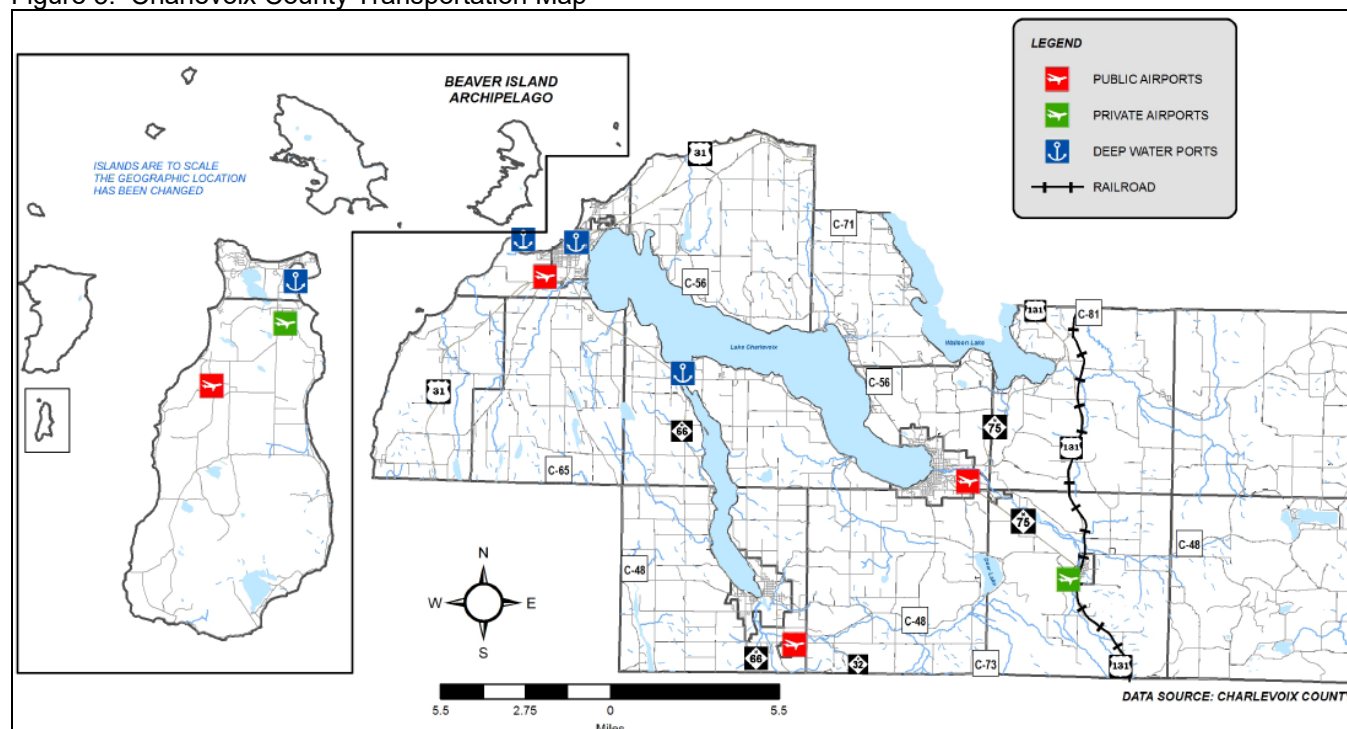 Figure 3. Charlevoix County Transportation Map
BEAVER ISLAND
ARCHIPELAGO
ISLANDS ARE TO SCALE
THE GEOGRAPHIC LOCATION
HAS BEEN CHANGED
LEGEND
PUBLIC AIRPORTS
PRIVATE AIRPORTS
DEEP WATER PORTS
RAILROAD
31
C-71
C-56
131
C-81
Lake Charlevoix
Walloon Lake
31
C-56
66
75
131
C-65
75
C-48
C-48
Deer Lake
C-48
66
32
C-73
131
N
W
E
S
5.5
2.75
0
5.5
Miles
DATA SOURCE: CHARLEVOIX COUNTY